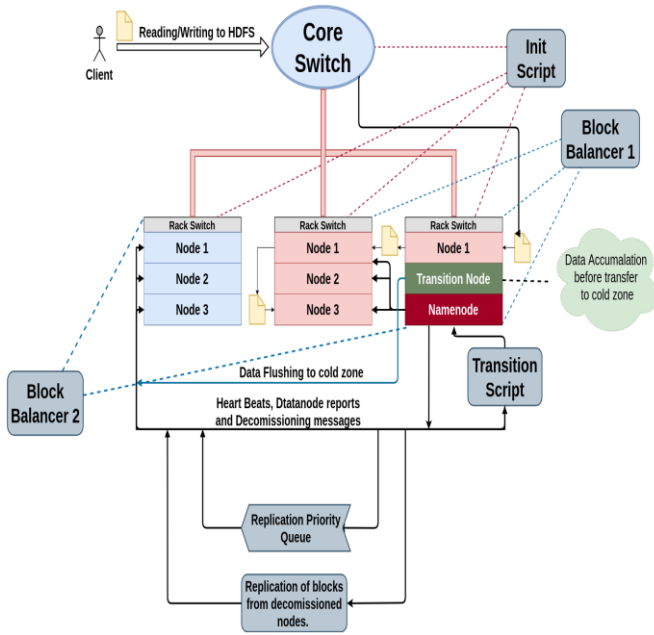 Reading/Writing to HDFS
Client
Core
Switch
Init
Script
Block
Balancer 1
Rack Switch
Node 1
Node 2
Node 3
Rack Switch
Node 1
Node 2
Node 3
Rack Switch
Node 1
Transition Node
Namenode
Data Accumalation
before transfer
to cold zone
Block
Balancer 2
Data Flushing to cold zone
Transition
Script
Heart Beats, Dtatanode reports
and Decomissioning messages
Replication Priority
Queue
Replication of blocks
from decomissioned
nodes.